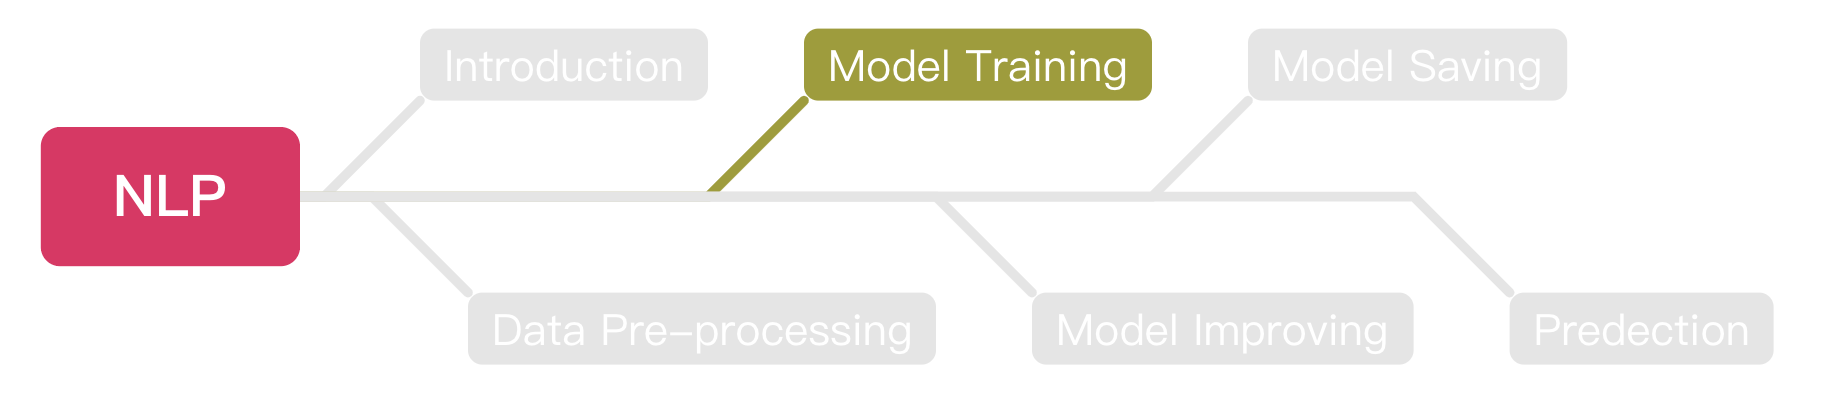 Introduction
Model Training
Model Saving
NLP
Data Pre-processing
Model Improving
Predection